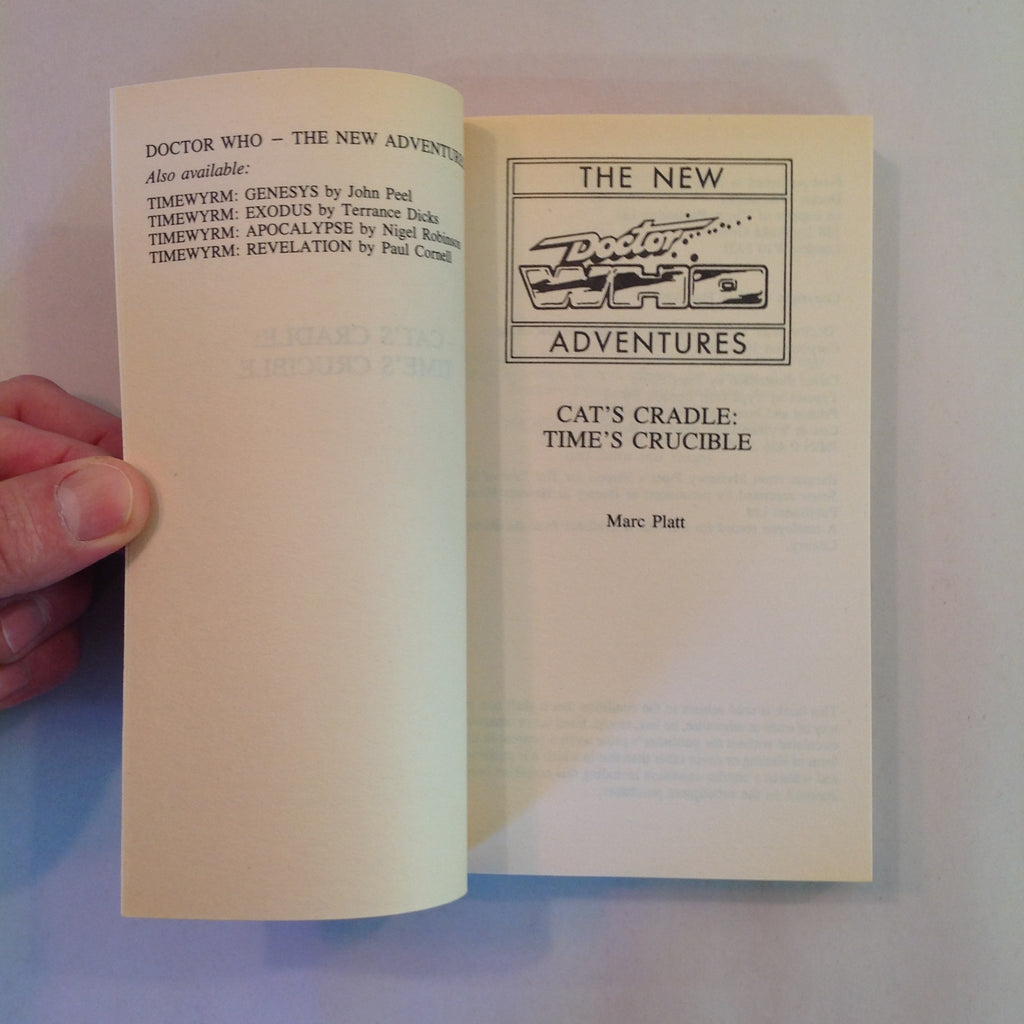 DOCTOR WHO – THE NEW ADVENTURE
Also available:
TIMEWYRM: GENESYS by John Peel
TIMEWYRM: EXODUS by Terrance Dicks
TIMEWYRM: APOCALYPSE by Nigel Robinson
TIMEWYRM: REVELATION by Paul Cornell
THE NEW
Doctor
WHO
ADVENTURES
CAT'S CRADLE:
TIME'S CRUCIBLE
Marc Platt